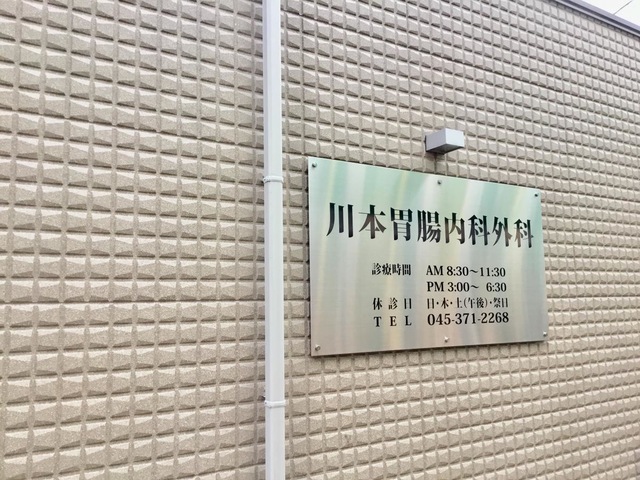 川本胃腸内科外科
診療時間 AM 8:30～11:30
PM 3:00～ 6:30
休診日 日・木・土(午後)・祭日
TEL 045-371-2268